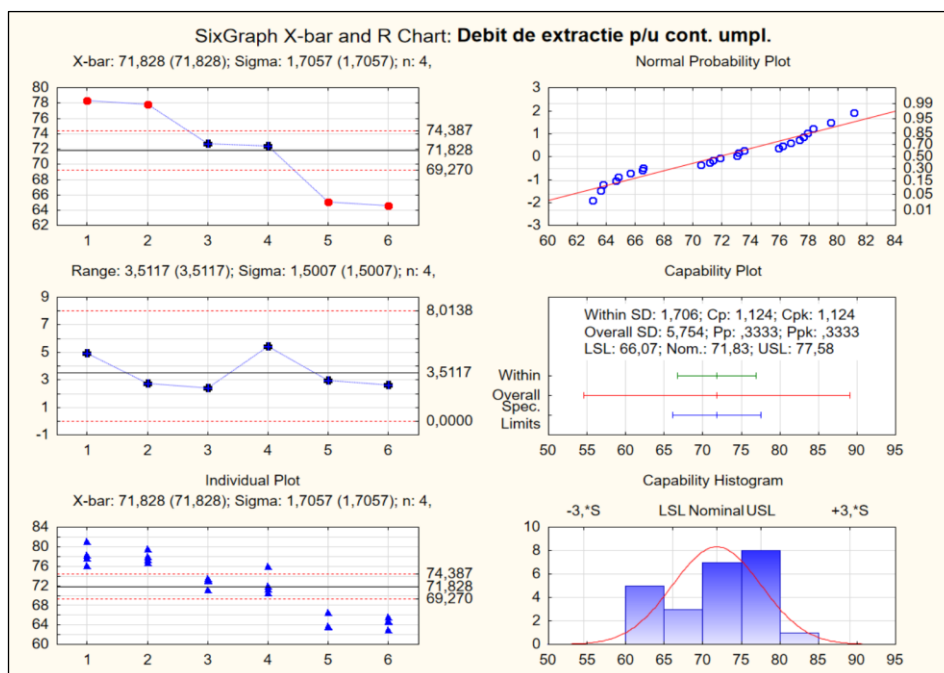 SixGraph X-bar and R Chart: Debit de extractie p/u cont. umpl.
X-bar: 71,828 (71,828); Sigma: 1,7057 (1,7057); n: 4,
80
78
76
74
72
70
68
66
64
62
74,387
71,828
69,270
1 2 3 4 5 6
Normal Probability Plot
3
2
1
0
-1
-2
-3
0.99
0.95
0.85
0.70
0.50
0.30
0.15
0.05
0.01
60 62 64 66 68 70 72 74 76 78 80 82 84
Range: 3,5117 (3,5117); Sigma: 1,5007 (1,5007); n: 4,
9
7
5
3
1
-1
8,0138
3,5117
0,0000
1 2 3 4 5 6
Capability Plot
Within SD: 1,706; Cp: 1,124; Cpk: 1,124
Overall SD: 5,754; Pp: ,3333; Ppk: ,3333
LSL: 66,07; Nom.: 71,83; USL: 77,58
Within
Overall
Spec.
Limits
50 55 60 65 70 75 80 85 90 95
Individual Plot
X-bar: 71,828 (71,828); Sigma: 1,7057 (1,7057); n: 4,
84
80
76
72
68
64
60
74,387
71,828
69,270
1 2 3 4 5 6
Capability Histogram
-3,*S LSL Nominal USL +3,*S
10
8
6
4
2
0
50 55 60 65 70 75 80 85 90 95